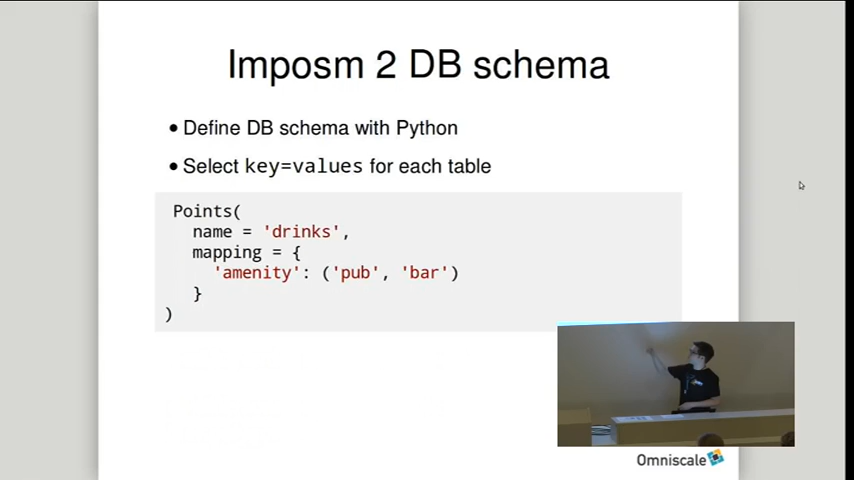 Imposm 2 DB schema
• Define DB schema with Python
• Select key=values for each table
Points(
name = 'drinks',
mapping = {
'amenity': ('pub', 'bar')
}
)
Omniscale